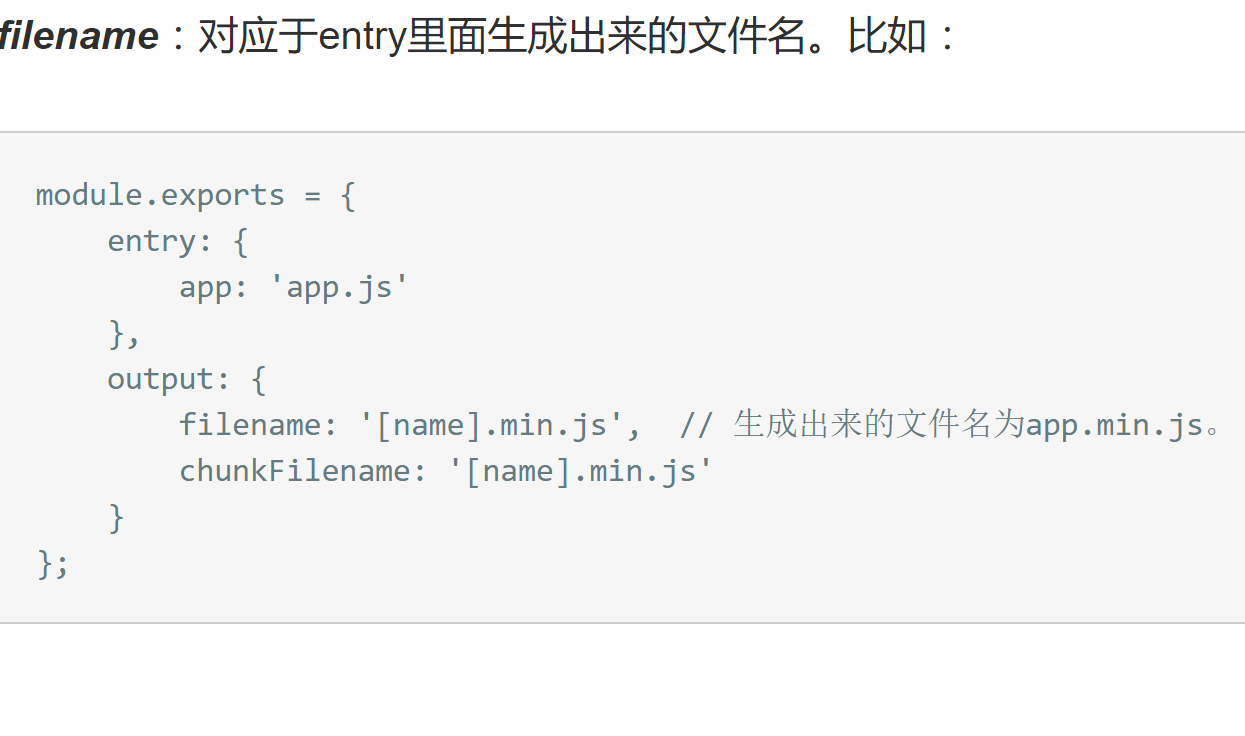 filename：对应于entry里面生成出来的文件名。比如：
module.exports = {
    entry: {
        app: 'app.js'
    },
    output: {
        filename: '[name].min.js',  // 生成出来的文件名为app.min.js。
        chunkFilename: '[name].min.js'
    }
};